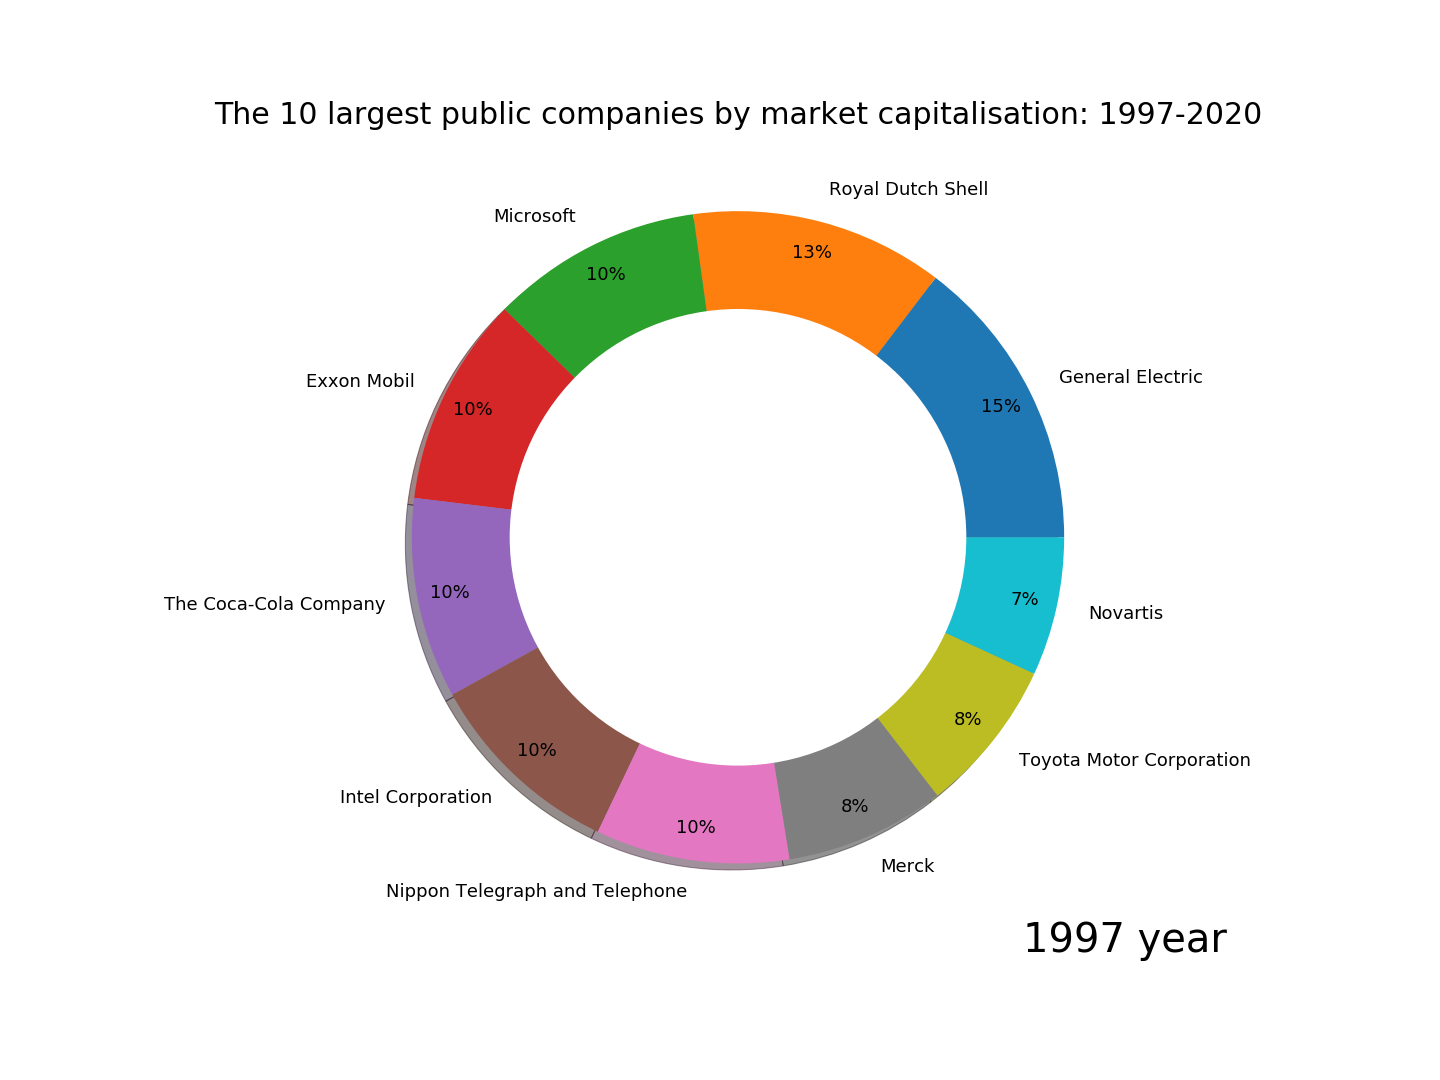 The 10 largest public companies by market capitalisation: 1997-2020
Royal Dutch Shell
Microsoft
13%
10%
General Electric
Exxon Mobil
15%
10%
10%
7%
The Coca-Cola Company
Novartis
8%
10%
Toyota Motor Corporation
Intel Corporation
8%
10%
Merck
Nippon Telegraph and Telephone
1997 year